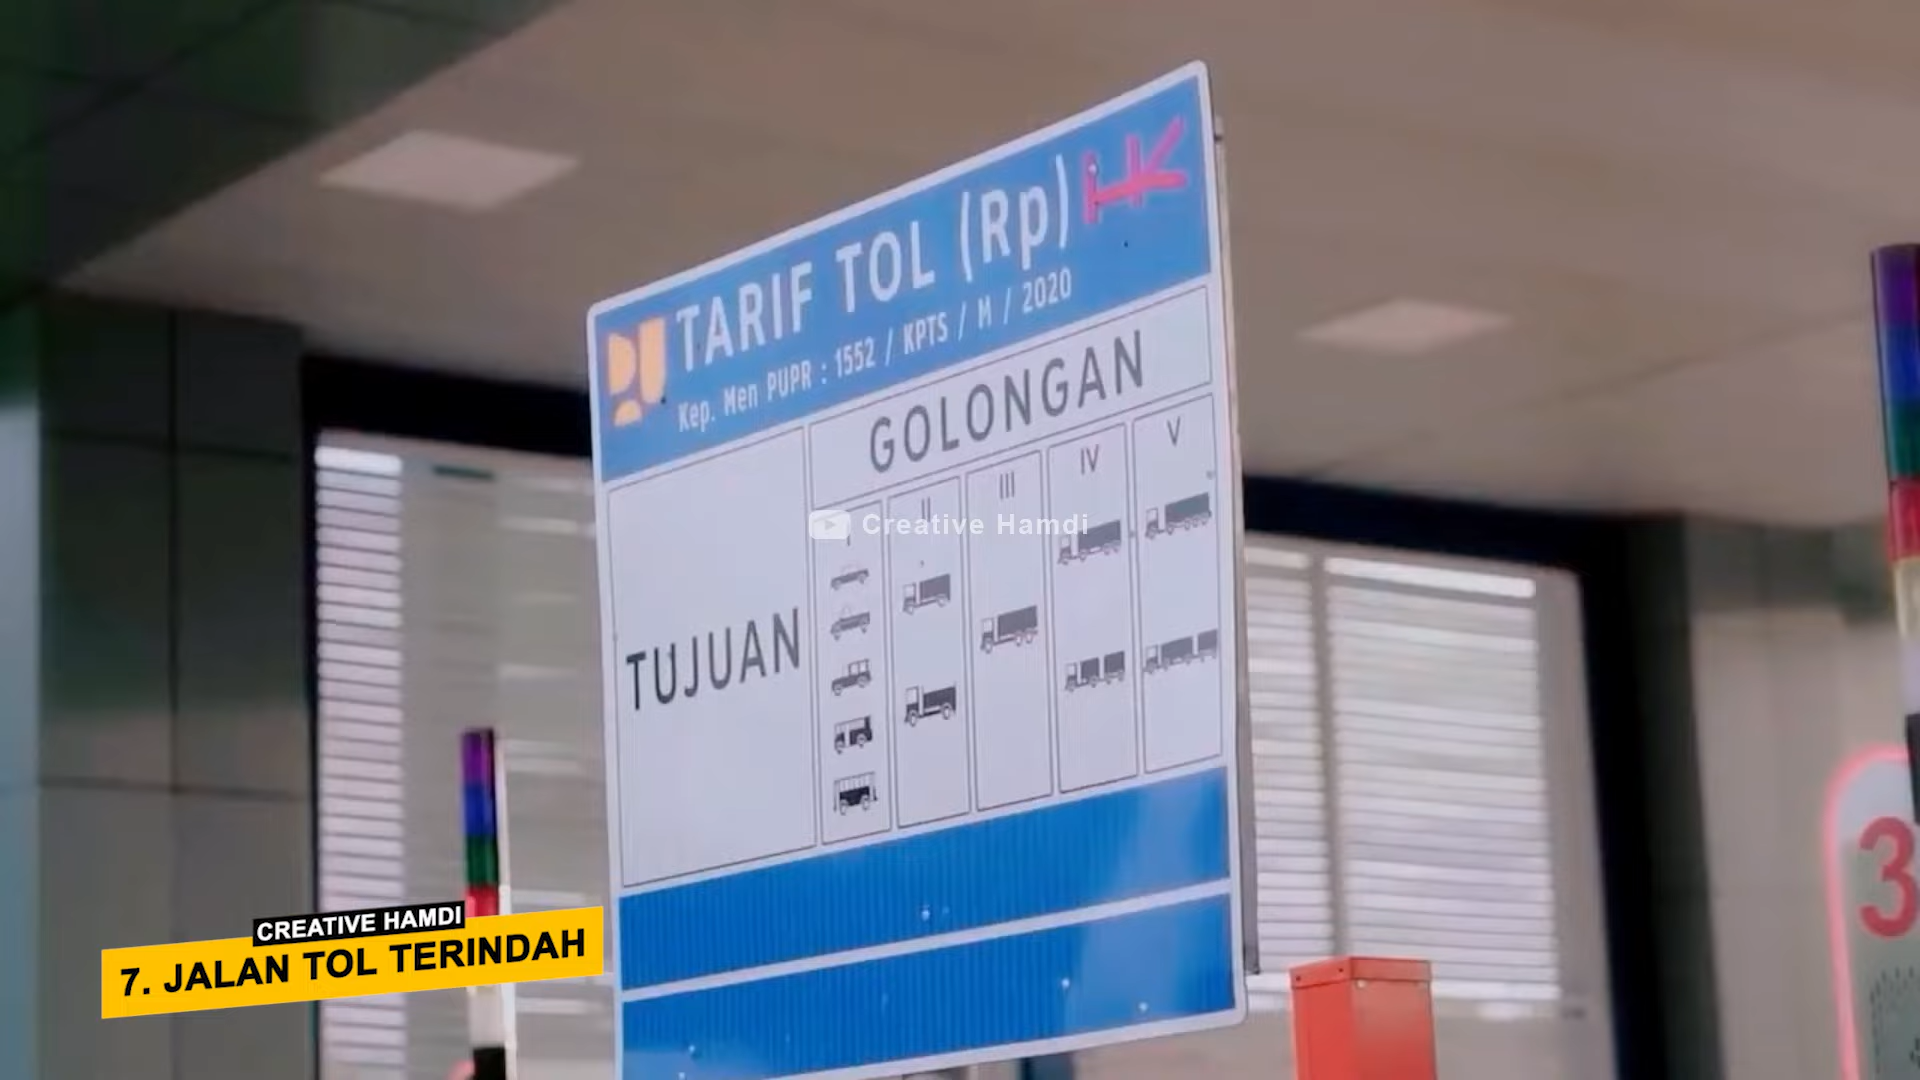 TARIF TOL (Rp)
Kep. Men PUPR : 1552 / KPTS / M / 2020
GOLONGAN
I II III IV V
TUJUAN
Creative Hamdi
CREATIVE HAMDI
7. JALAN TOL TERINDAH
3